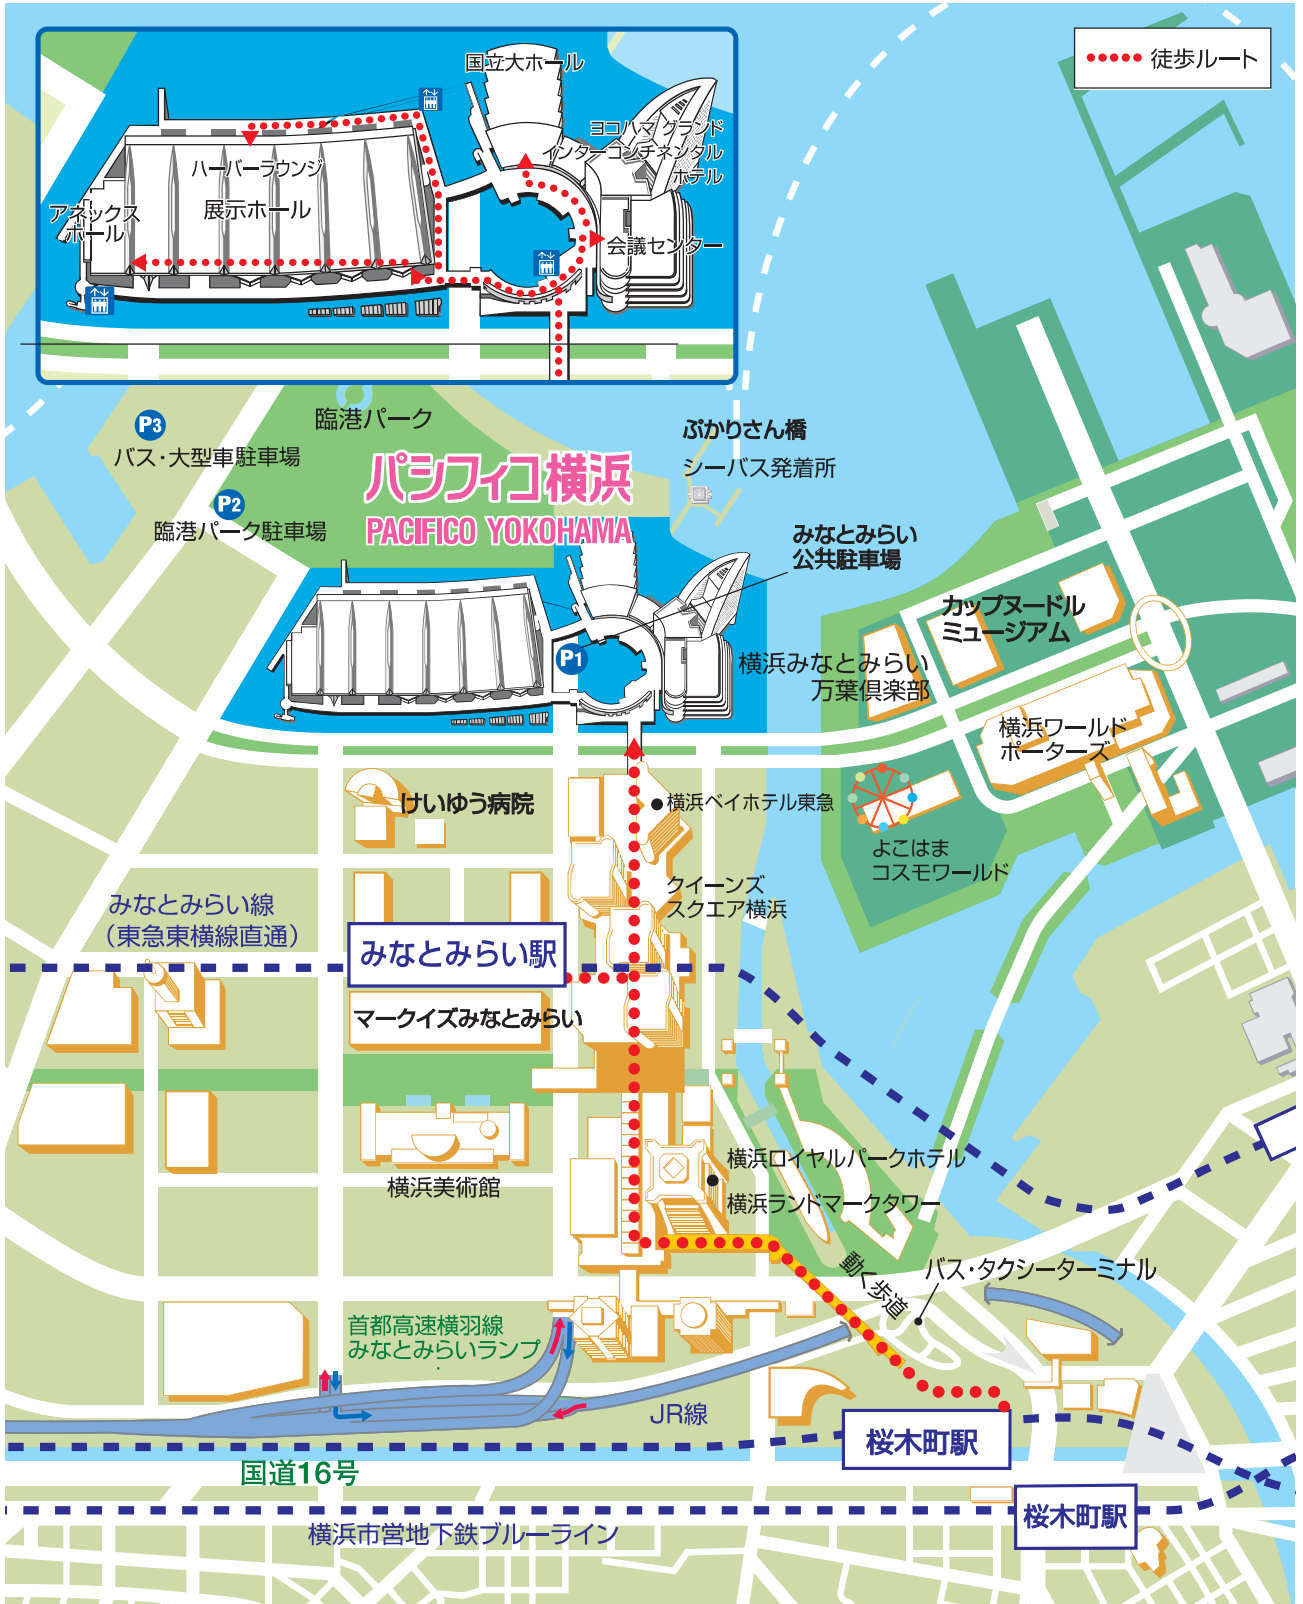 徒歩ルート
国立大ホール
ヨコハマ グランド
インターコンチネンタル
ホテル
ハーバーラウンジ
展示ホール
アネックス
ホール
会議センター
P3
バス・大型車駐車場
臨港パーク
P2
臨港パーク駐車場
パシフィコ横浜
PACIFICO YOKOHAMA
ぷかりさん橋
シーバス発着所
みなとみらい
公共駐車場
P1
カップヌードル
ミュージアム
横浜みなとみらい
万葉倶楽部
横浜ワールド
ポーターズ
けいゆう病院
横浜ベイホテル東急
よこはま
コスモワールド
クイーンズ
スクエア横浜
みなとみらい線
（東急東横線直通）
みなとみらい駅
マークイズみなとみらい
横浜美術館
横浜ロイヤルパークホテル
横浜ランドマークタワー
動く歩道
バス・タクシーターミナル
首都高速横羽線
みなとみらいランプ
JR線
桜木町駅
国道16号
桜木町駅
横浜市営地下鉄ブルーライン